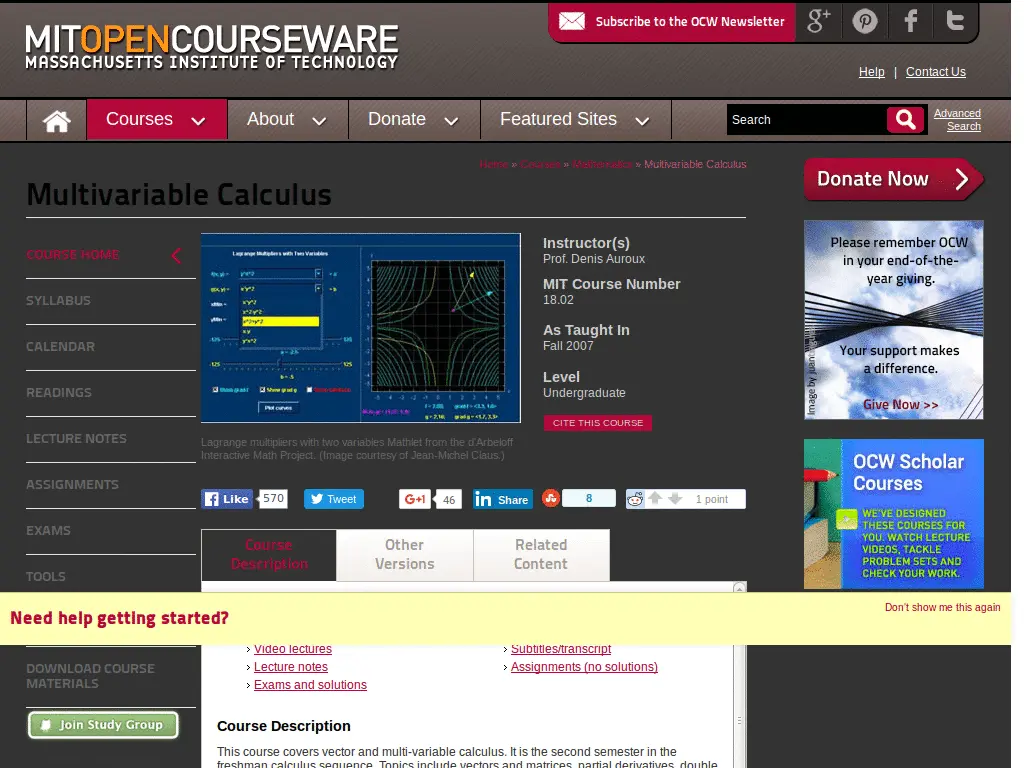 Subscribe to the OCW Newsletter
MITOPENCOURSEWARE
MASSACHUSETTS INSTITUTE OF TECHNOLOGY
Help | Contact Us
Courses
About
Donate
Featured Sites
Search
Advanced
Search
Home » Courses » Mathematics » Multivariable Calculus
Multivariable Calculus
COURSE HOME
SYLLABUS
CALENDAR
READINGS
LECTURE NOTES
ASSIGNMENTS
EXAMS
TOOLS
DOWNLOAD COURSE
MATERIALS
Join Study Group
Lagrange Multipliers with Two Variables
Plot curves
Lagrange multipliers with two variables Mathlet from the d'Arbeloff
Interactive Math Project. (Image courtesy of Jean-Michel Claus.)
Instructor(s)
Prof. Denis Auroux
MIT Course Number
18.02
As Taught In
Fall 2007
Level
Undergraduate
CITE THIS COURSE
Like 570
Tweet
G+1 46
in Share
8
1 point
Course
Description
Other
Versions
Related
Content
Need help getting started?
Don't show me this again
Video lectures
Subtitles/transcript
Lecture notes
Assignments (no solutions)
Exams and solutions
Course Description
This course covers vector and multi-variable calculus. It is the second semester in the
freshman calculus sequence. Topics include vectors and matrices, partial derivatives, double
Donate Now
Please remember OCW
in your end-of-the-
year giving.
Your support makes
a difference.
Give Now >>
OCW Scholar
Courses
WE'VE DESIGNED
THESE COURSES FOR
YOU. WATCH LECTURE
VIDEOS, TACKLE
PROBLEM SETS AND
CHECK YOUR WORK.